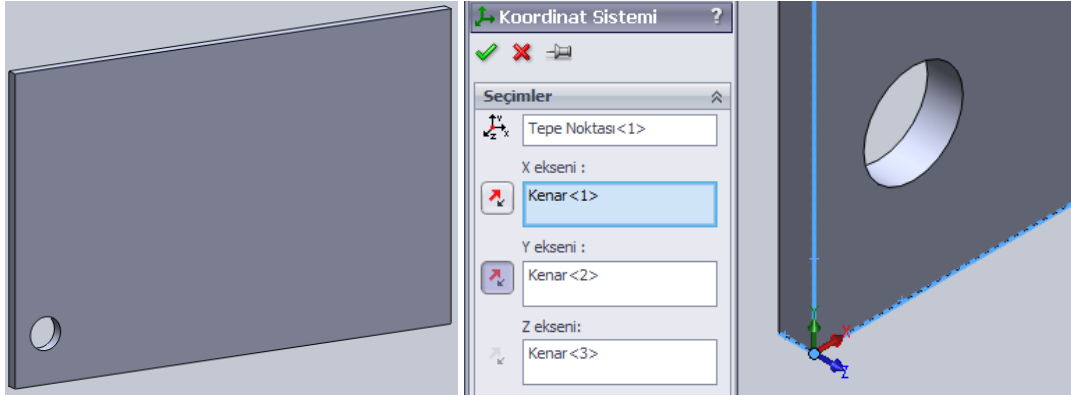 Koordinat Sistemi ?
Seçimler
Y
Z X
Tepe Noktası<1>
X ekseni :
Kenar<1>
Y ekseni :
Kenar<2>
Z ekseni:
Kenar<3>
Y
X
Z